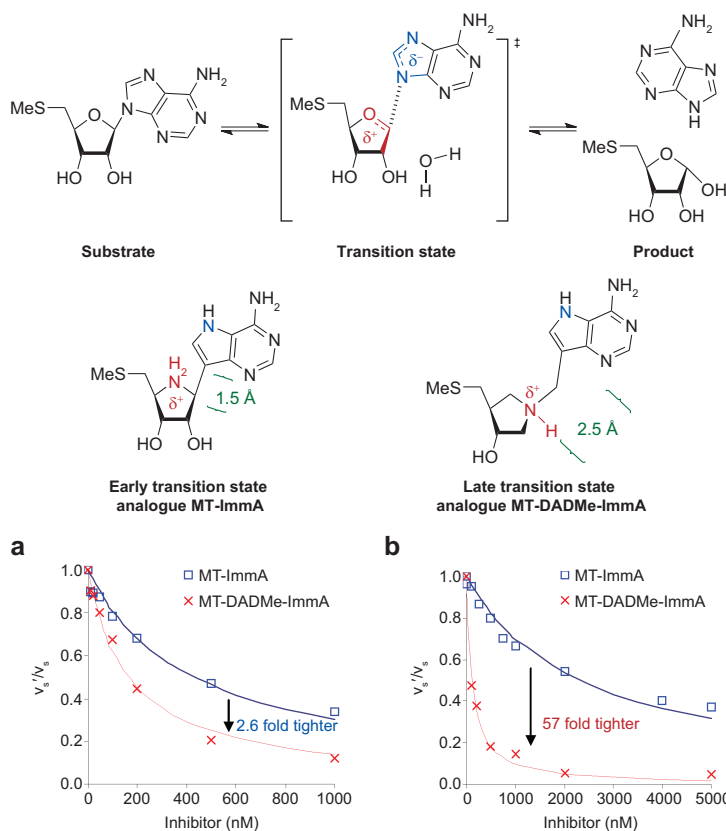 NH₂
N
N
N
N
MeS
O
HO
OH
Substrate
‡
NH₂
N
δ⁻
N
N
N
MeS
O
δ⁺
HO
OH
O
H
H
Transition state
NH₂
N
N
N
N
H
MeS
O
OH
HO
OH
Product
NH₂
H
N
N
N
H₂
N
MeS
δ⁺
1.5 Å
HO
OH
Early transition state
analogue MT-ImmA
NH₂
H
N
N
N
δ⁺
MeS
N
H
2.5 Å
HO
Late transition state
analogue MT-DADMe-ImmA
a
1.0
0.8
0.6
0.4
0.2
0.0
vₛ'/vₛ
MT-ImmA
MT-DADMe-ImmA
2.6 fold tighter
0 200 400 600 800 1000
Inhibitor (nM)
b
1.0
0.8
0.6
0.4
0.2
0.0
vₛ'/vₛ
MT-ImmA
MT-DADMe-ImmA
57 fold tighter
0 1000 2000 3000 4000 5000
Inhibitor (nM)